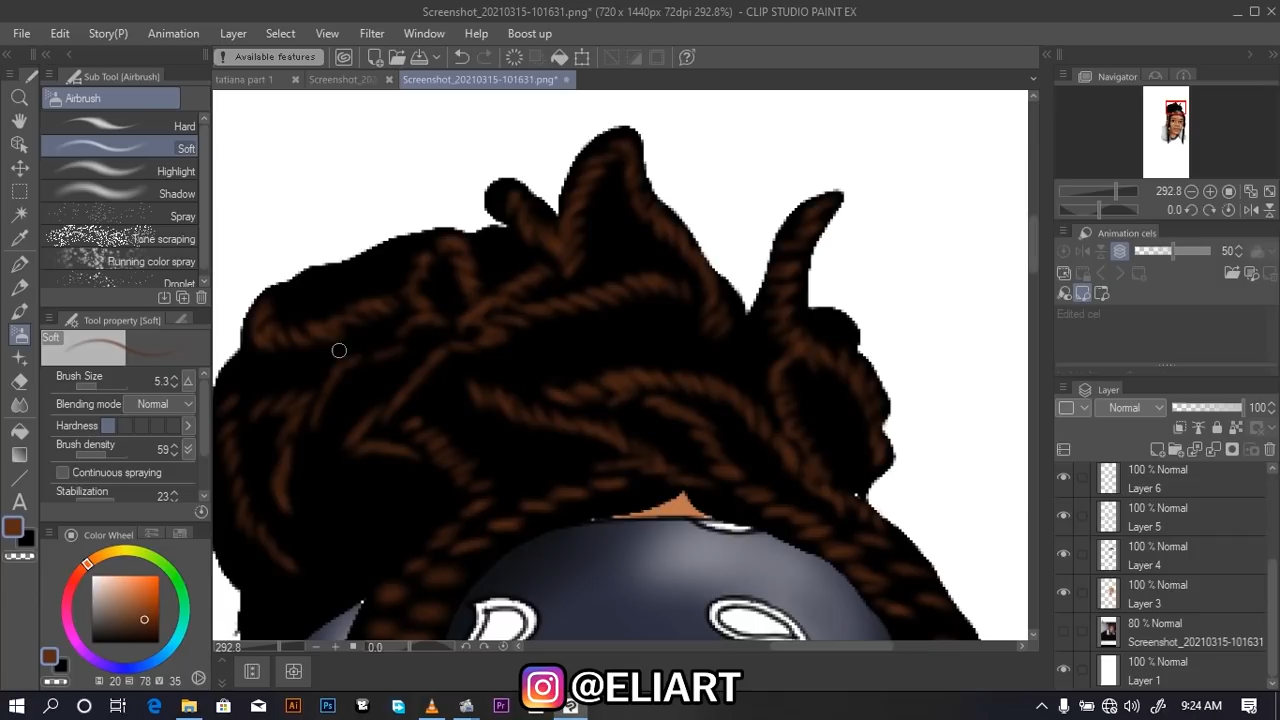 Screenshot_20210315-101631.png* (720 x 1440px 72dpi 292.8%) - CLIP STUDIO PAINT EX
File Edit Story(P) Animation Layer Select View Filter Window Help Boost up
Available features
Sub Tool [Airbrush]
tatiana part 1 Screenshot_202 Screenshot_20210315-101631.png*
Navigator
Airbrush
Hard
Soft
Highlight
Shadow
Spray
Tone scraping
Running color spray
Droplet
292.8
0.0
Animation cels
50
Edited cel
Tool property [Soft]
Soft
Brush Size 5.3
Blending mode Normal
Hardness
Brush density 59
Continuous spraying
Stabilization 23
Layer
Normal 100
100 % Normal
Layer 6
100 % Normal
Layer 5
100 % Normal
Layer 4
100 % Normal
Layer 3
80 % Normal
Screenshot_20210315-101631
100 % Normal
Layer 1
Color Wheel
H 20 S 78 V 35
292.8 0.0
@ELIART
Ai Ps Pr
9:24 AM